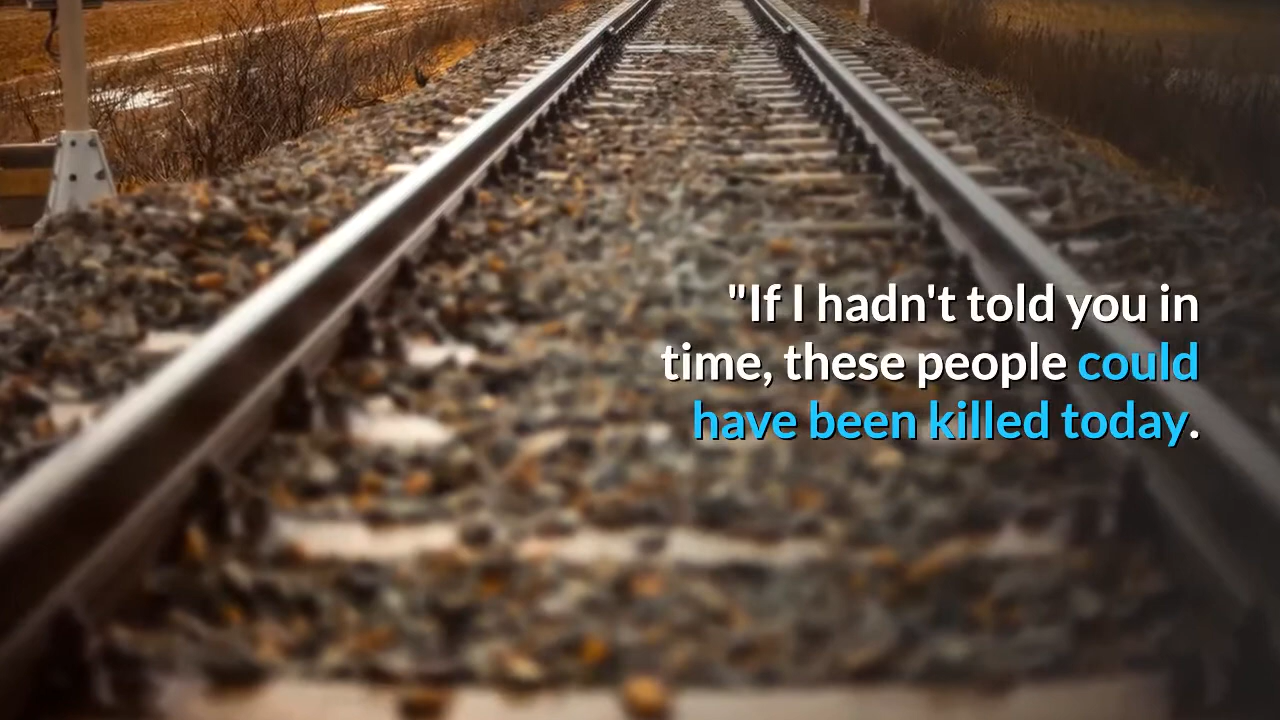 "If I hadn't told you in
time, these people could
have been killed today.